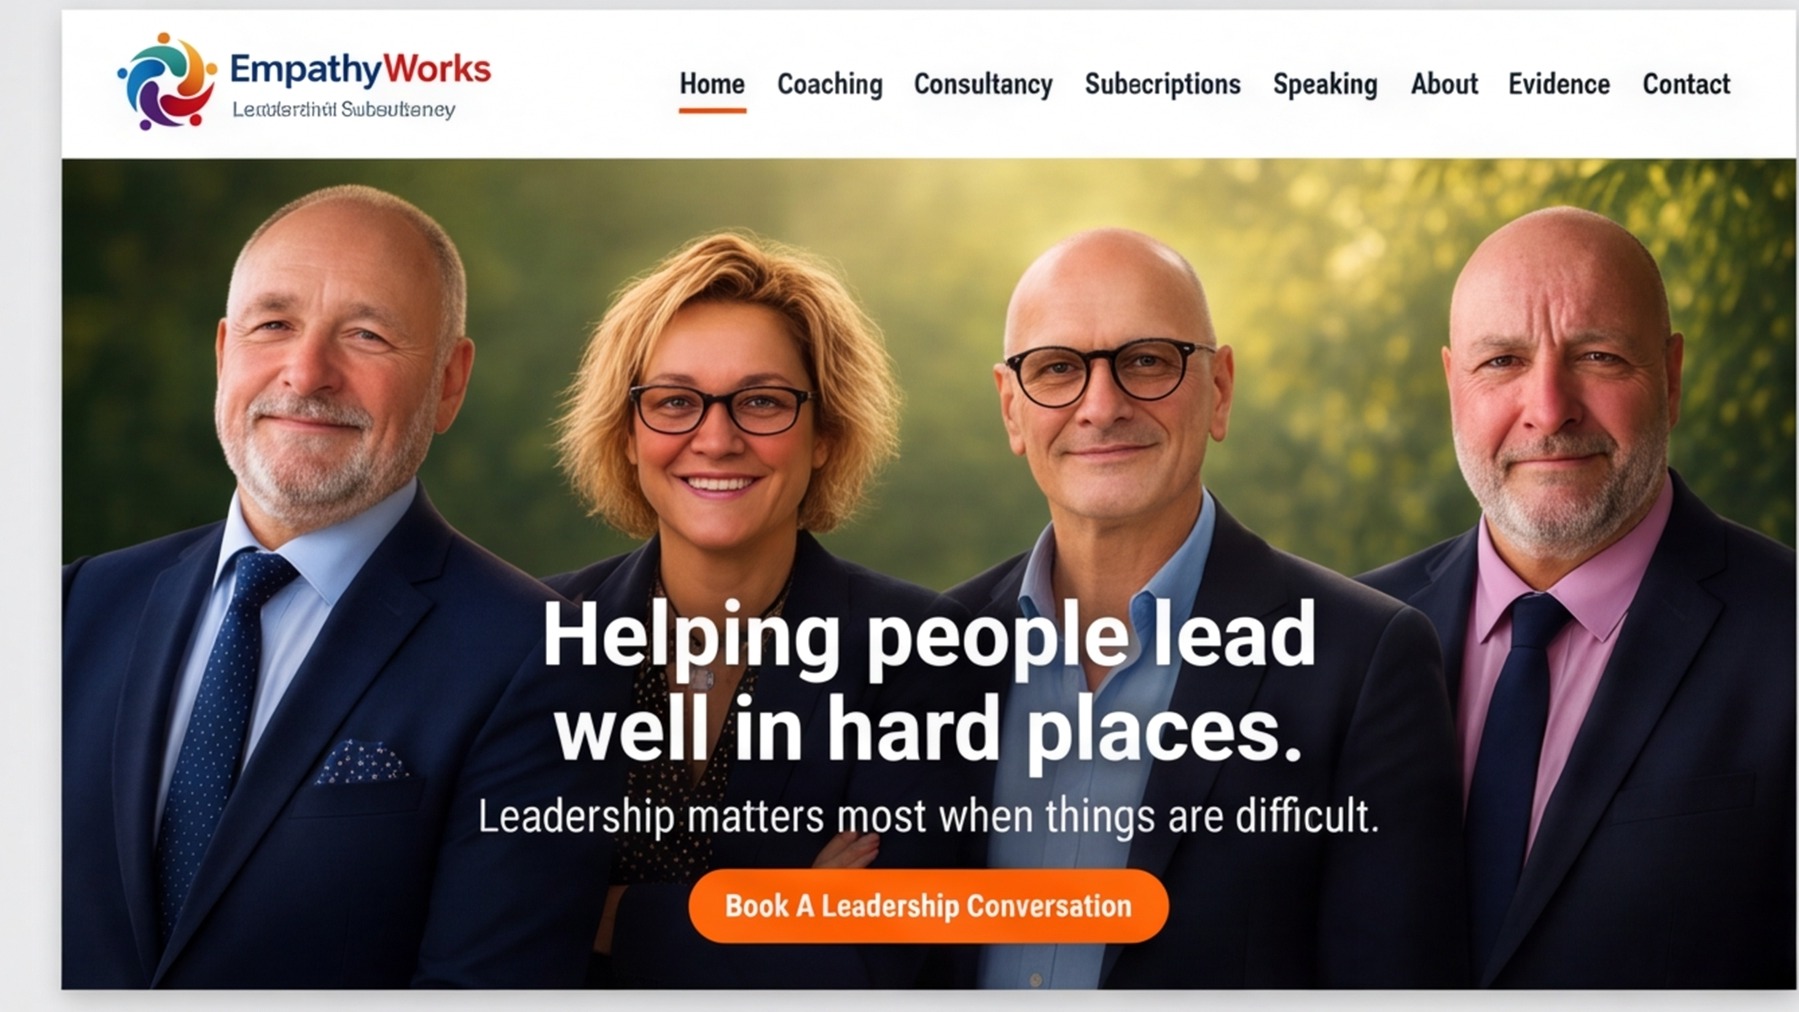 EmpathyWorks
Home Coaching Consultancy Subecriptions Speaking About Evidence Contact
Helping people lead
well in hard places.
Leadership matters most when things are difficult.
Book A Leadership Conversation